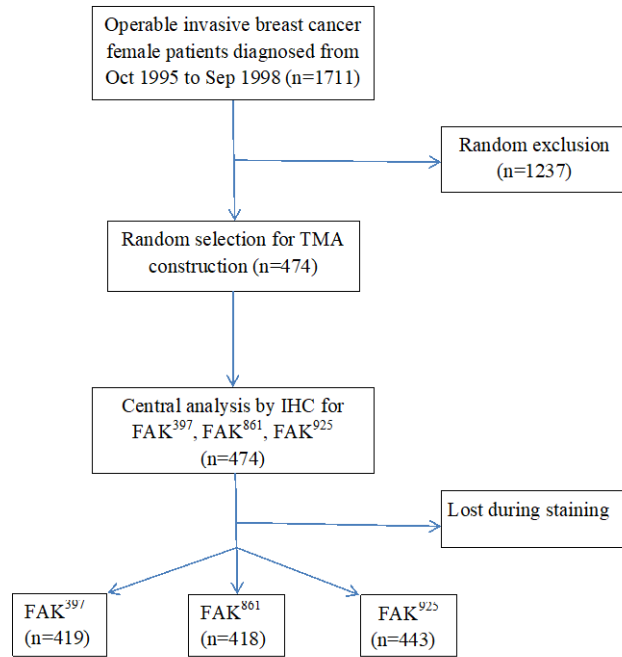 Operable invasive breast cancer
female patients diagnosed from
Oct 1995 to Sep 1998 (n=1711)
Random exclusion
(n=1237)
Random selection for TMA
construction (n=474)
Central analysis by IHC for
FAK³⁹⁷, FAK⁸⁶¹, FAK⁹²⁵
(n=474)
Lost during staining
FAK³⁹⁷
(n=419)
FAK⁸⁶¹
(n=418)
FAK⁹²⁵
(n=443)